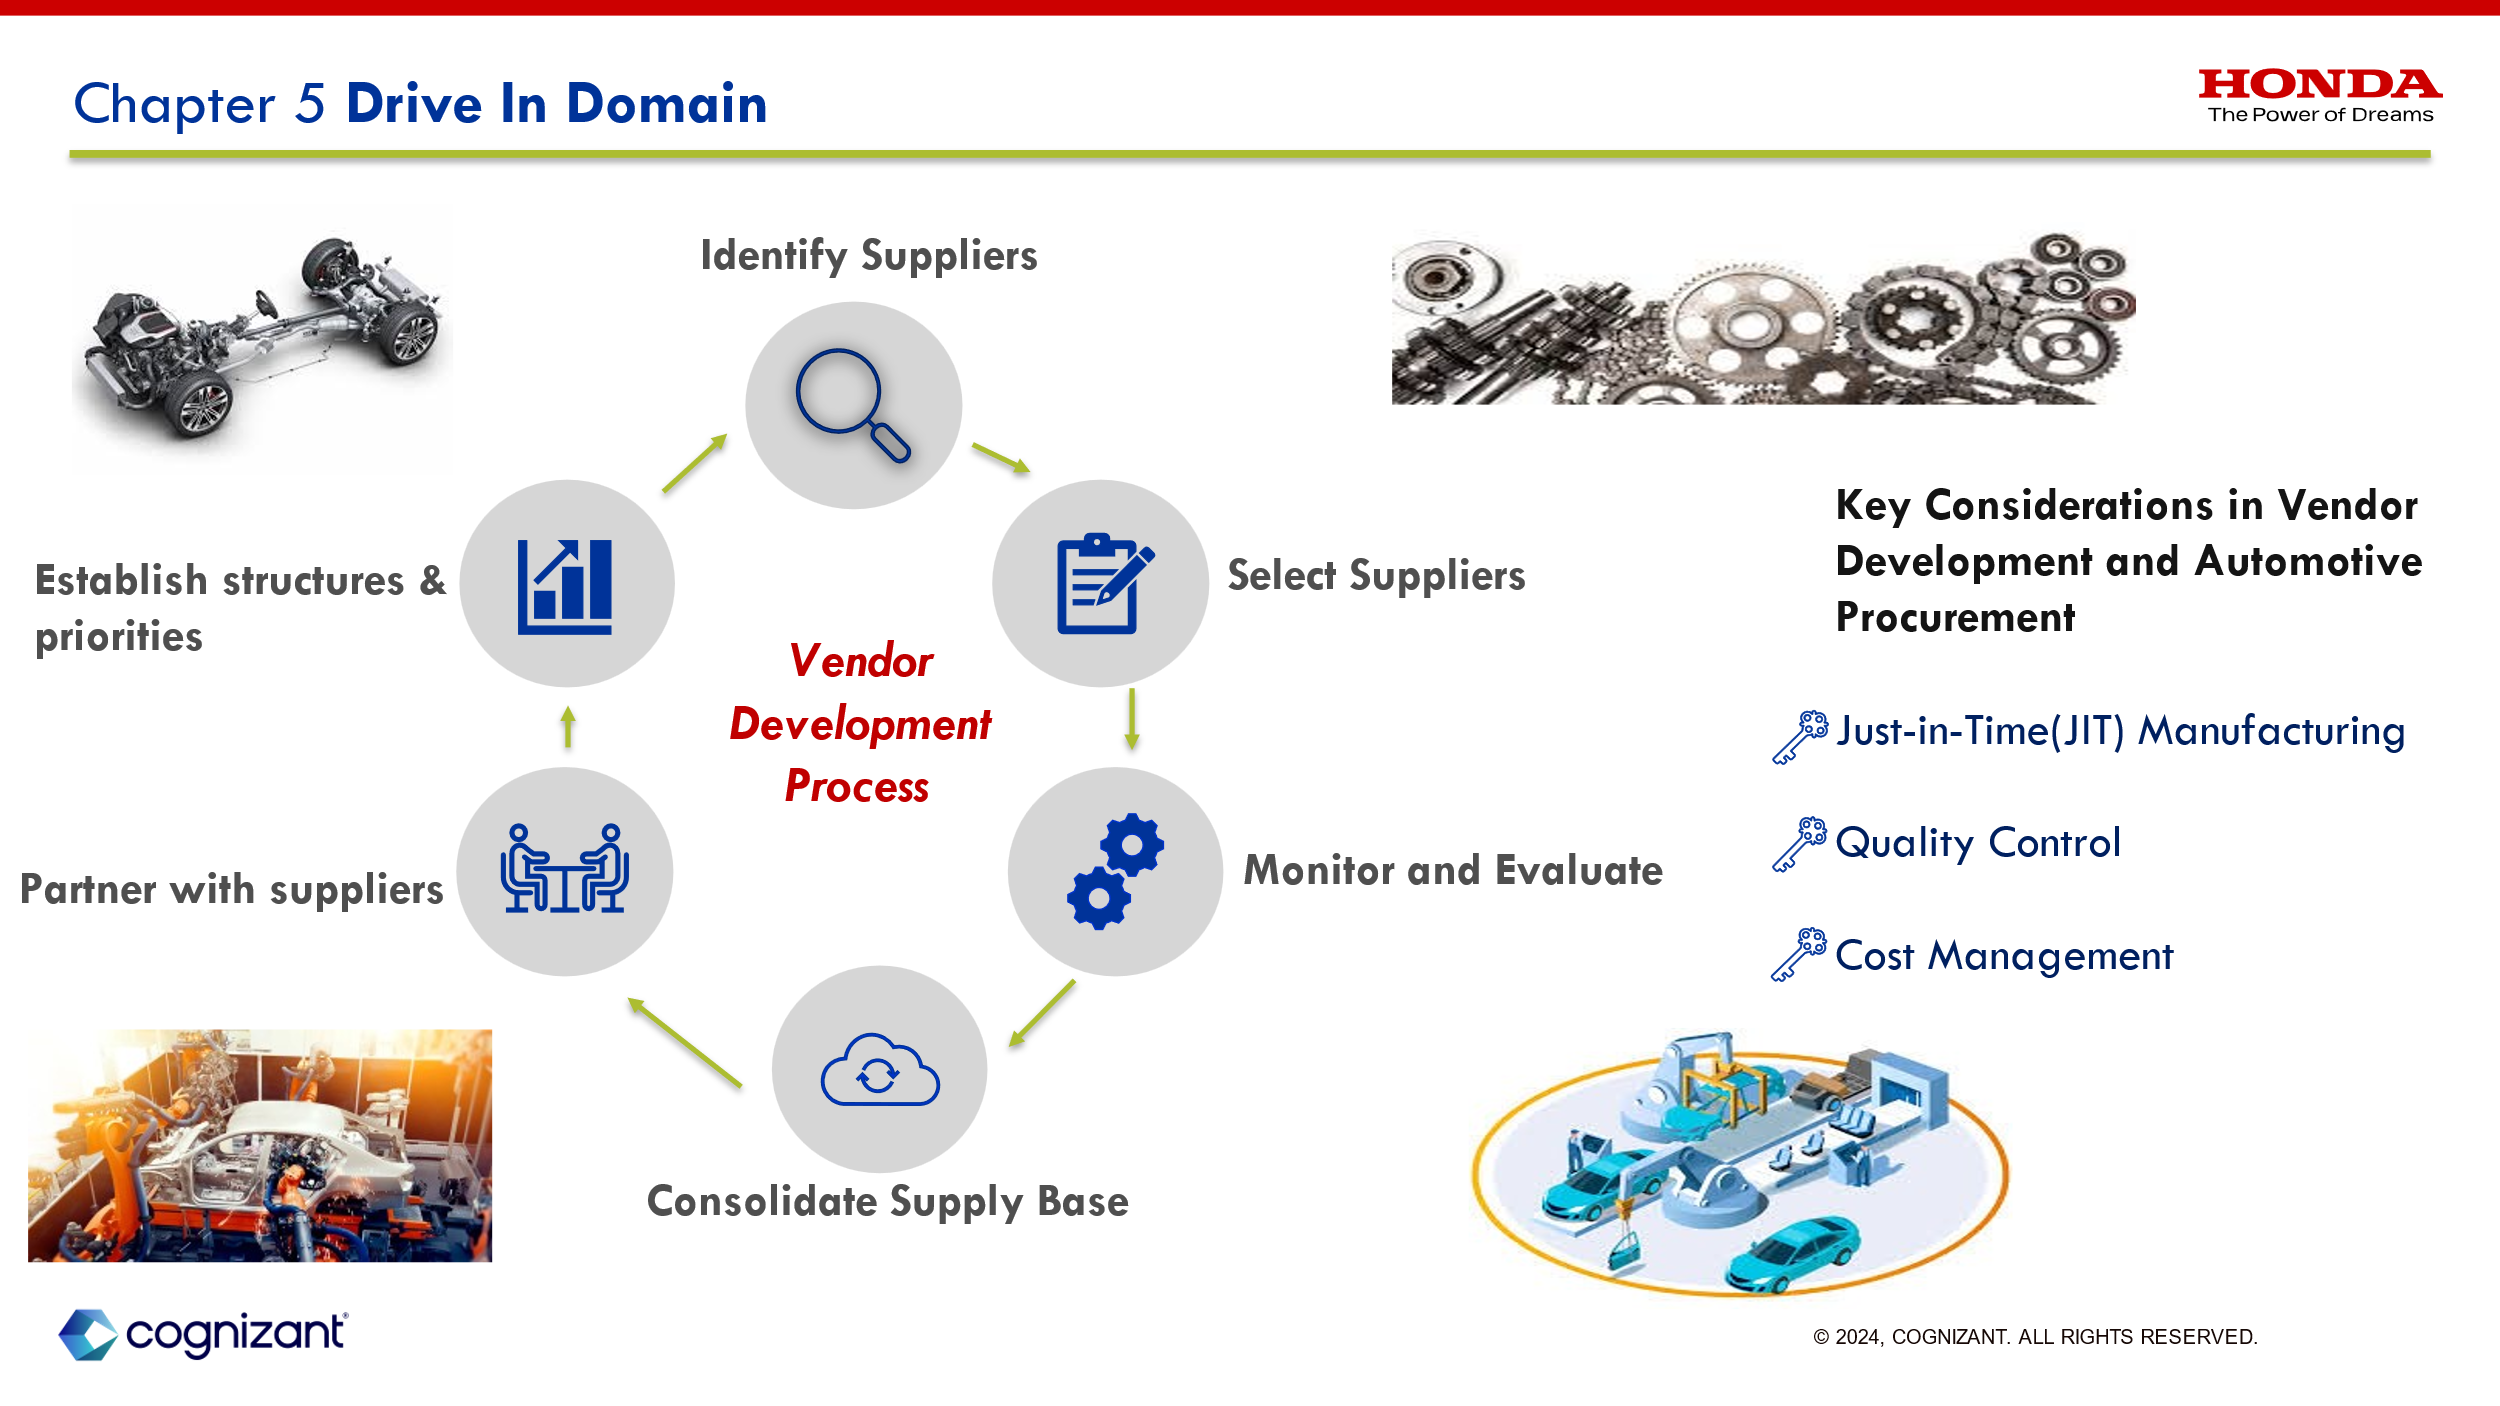 Chapter 5 Drive In Domain
HONDA
The Power of Dreams
Identify Suppliers
Select Suppliers
Establish structures &
priorities
Vendor
Development
Process
Monitor and Evaluate
Partner with suppliers
Consolidate Supply Base
Key Considerations in Vendor
Development and Automotive
Procurement
Just-in-Time(JIT) Manufacturing
Quality Control
Cost Management
cognizant®
© 2024, COGNIZANT. ALL RIGHTS RESERVED.